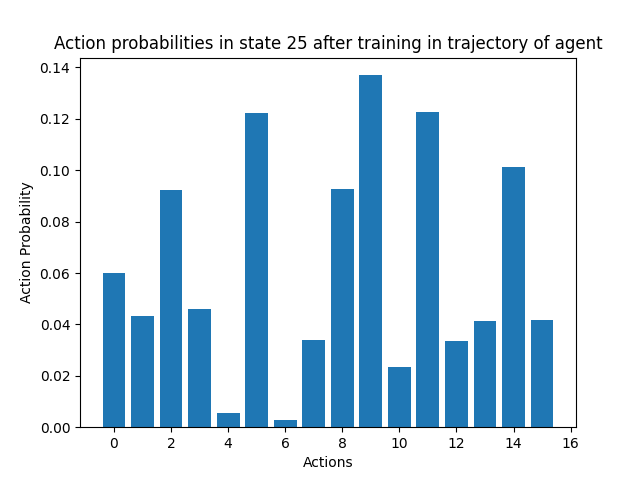 Action probabilities in state 25 after training in trajectory of agent
0.14
0.12
0.10
0.08
0.06
0.04
0.02
0.00
Action Probability
0 2 4 6 8 10 12 14 16
Actions